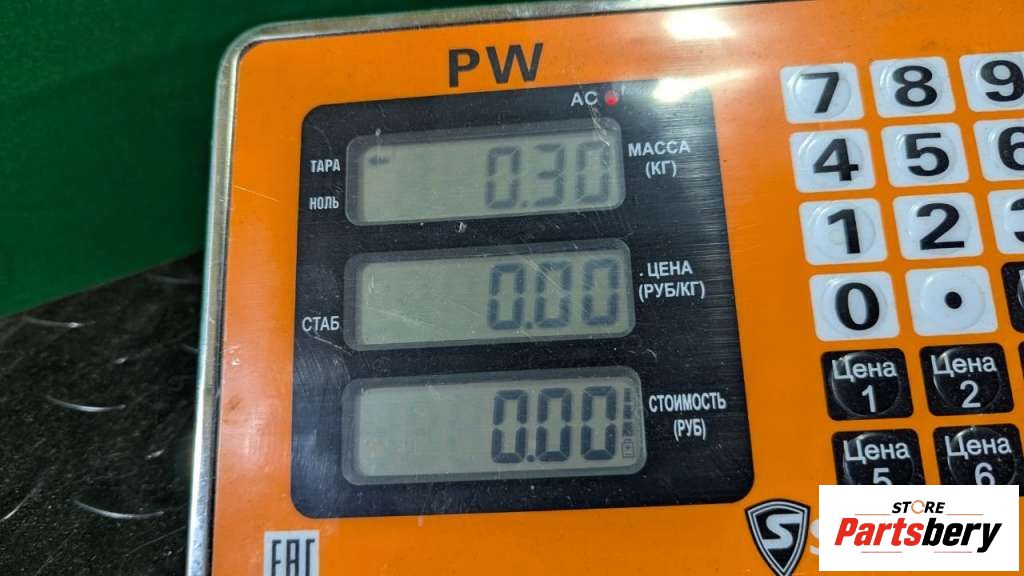 PW
AC
ТАРА
НОЛЬ
0.30
МАССА
(КГ)
СТАБ
0.00
ЦЕНА
(РУБ/КГ)
0.00
СТОИМОСТЬ
(РУБ)
7 8 9
4 5 6
1 2 3
0 .
Цена
1
Цена
2
Цена
5
Цена
6
EAC
S
STORE
Partsbery